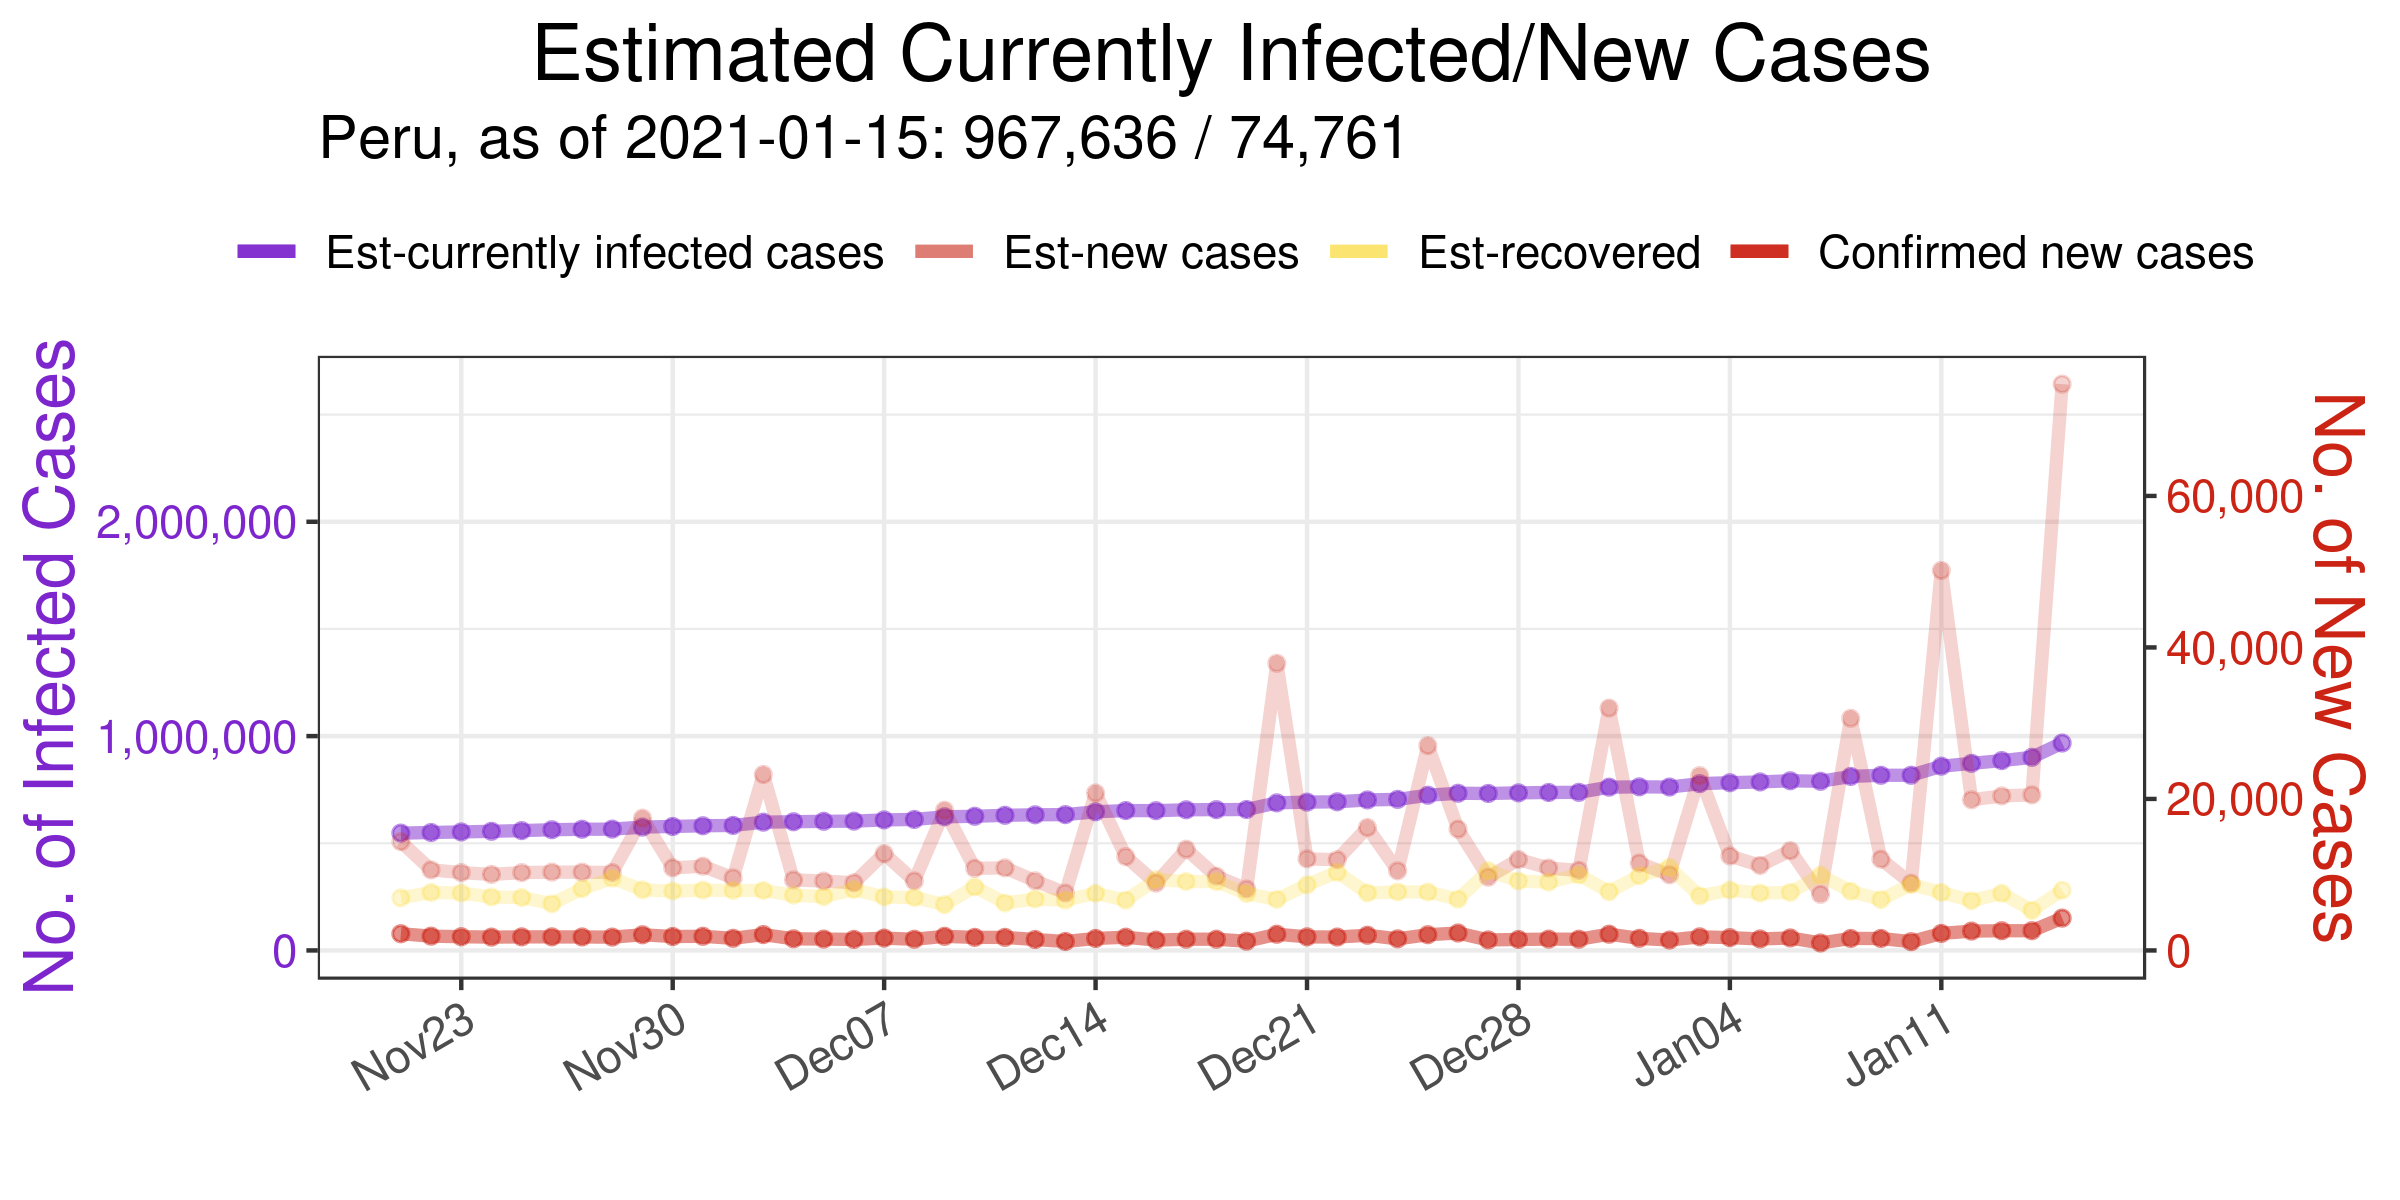 Estimated Currently Infected/New Cases
Peru, as of 2021-01-15: 967,636 / 74,761
Est-currently infected cases Est-new cases Est-recovered Confirmed new cases
No. of Infected Cases
2,000,000
1,000,000
0
60,000
40,000
20,000
0
No. of New Cases
Nov23 Nov30 Dec07 Dec14 Dec21 Dec28 Jan04 Jan11